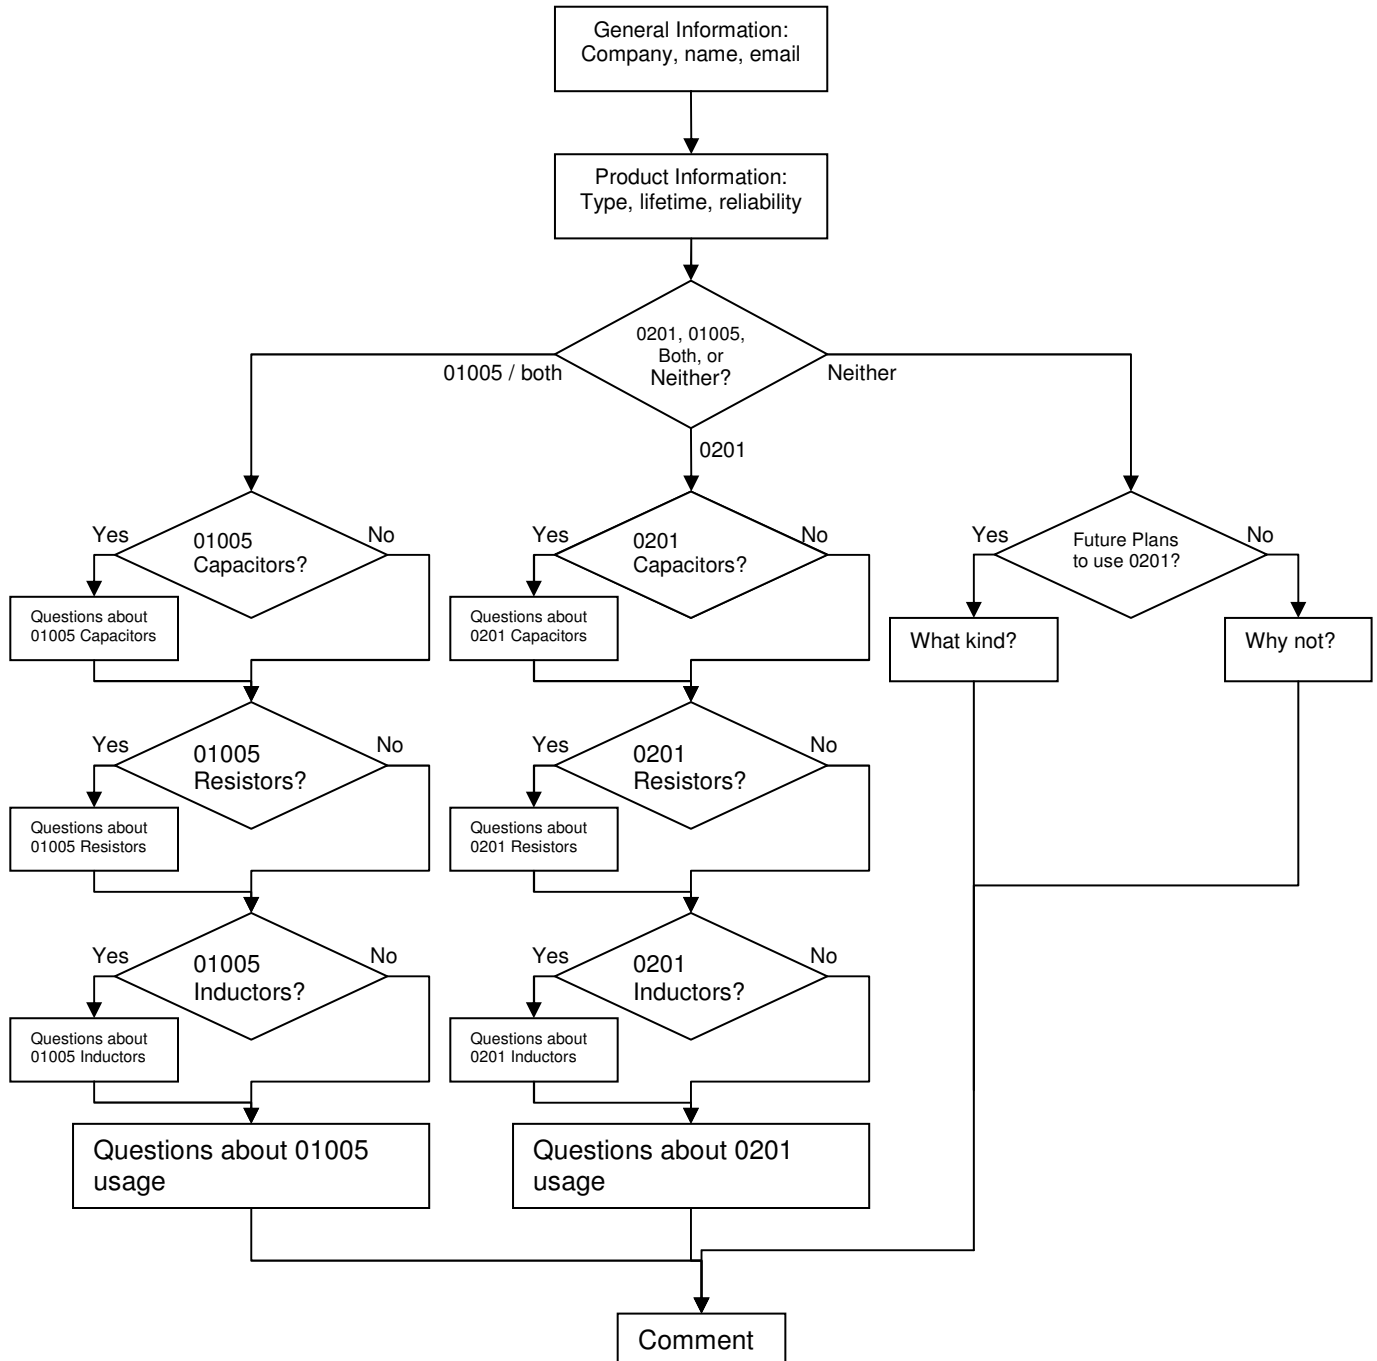 General Information:
Company, name, email
Product Information:
Type, lifetime, reliability
0201, 01005,
Both, or
Neither?
01005 / both
Neither
0201
Yes
01005
Capacitors?
No
Yes
0201
Capacitors?
No
Yes
Future Plans
to use 0201?
No
Questions about
01005 Capacitors
Questions about
0201 Capacitors
What kind?
Why not?
Yes
01005
Resistors?
No
Yes
0201
Resistors?
No
Questions about
01005 Resistors
Questions about
0201 Resistors
Yes
01005
Inductors?
No
Yes
0201
Inductors?
No
Questions about
01005 Inductors
Questions about
0201 Inductors
Questions about 01005
usage
Questions about 0201
usage
Comment